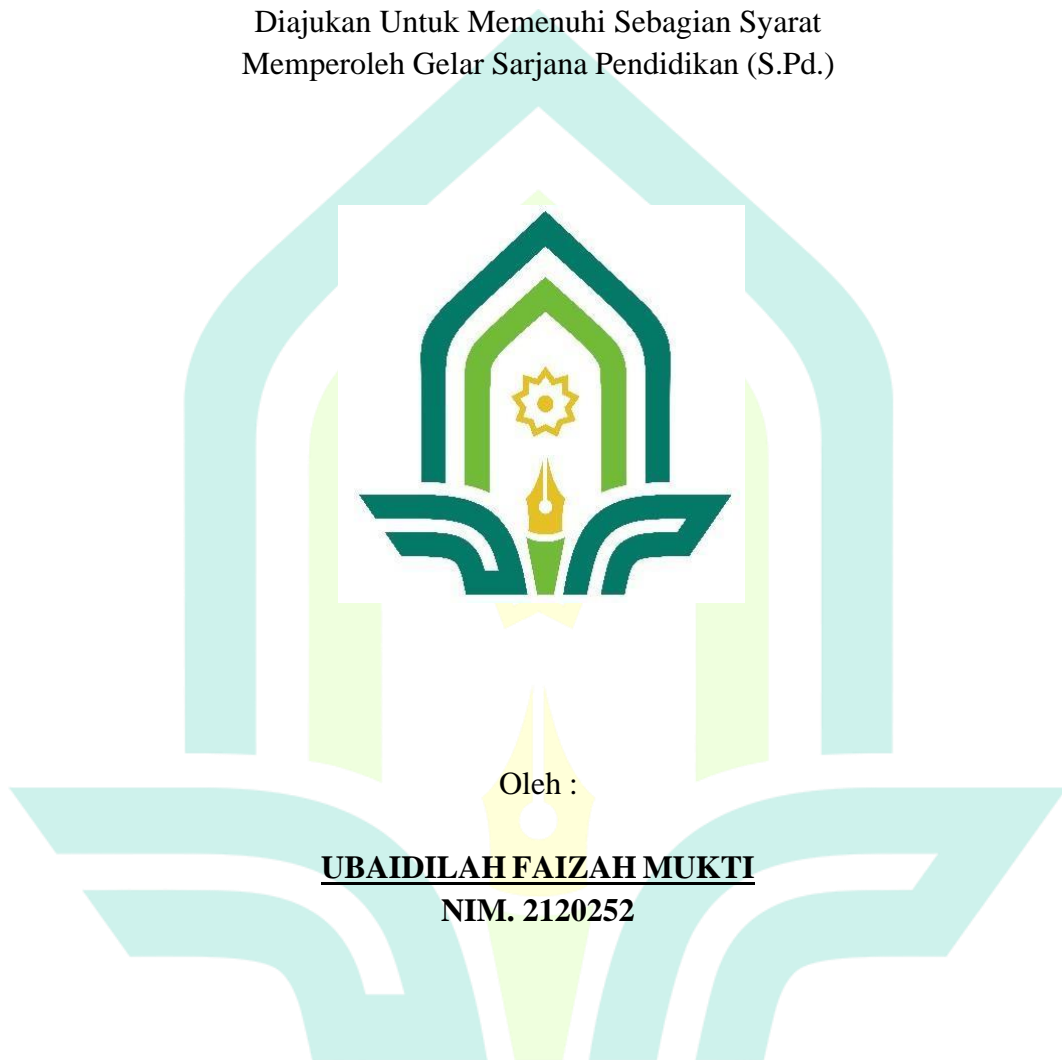 Diajukan Untuk Memenuhi Sebagian Syarat
Memperoleh Gelar Sarjana Pendidikan (S.Pd.)
Oleh :
UBAIDILAH FAIZAH MUKTI
NIM. 2120252